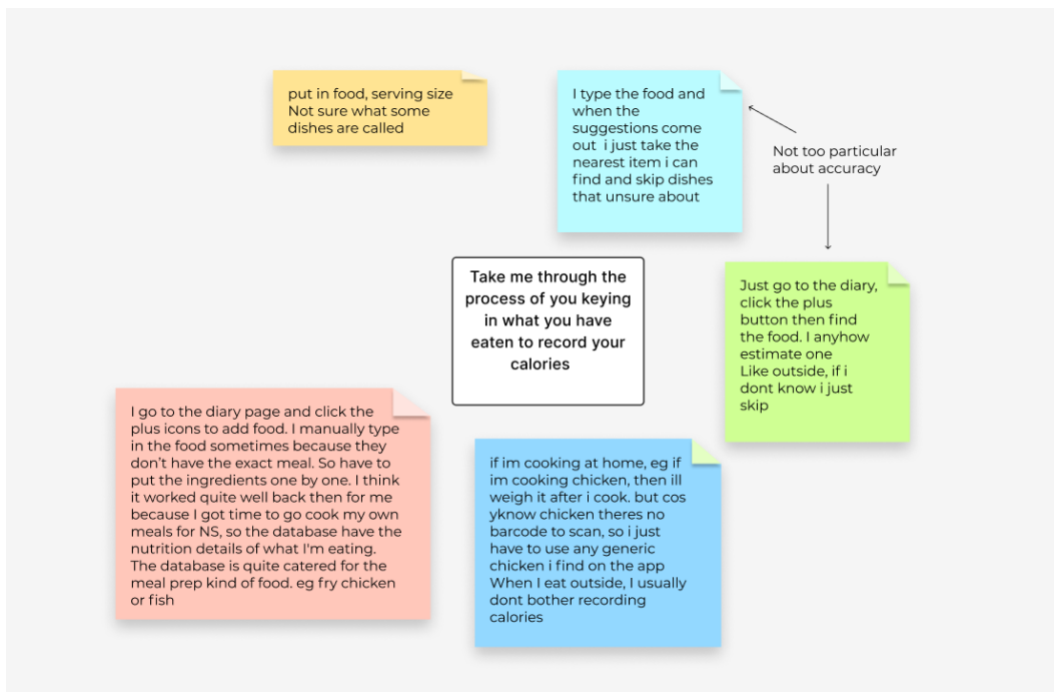 put in food, serving size
Not sure what some
dishes are called
I type the food and
when the
suggestions come
out i just take the
nearest item i can
find and skip dishes
that unsure about
Not too particular
about accuracy
Take me through the
process of you keying
in what you have
eaten to record your
calories
Just go to the diary,
click the plus
button then find
the food. I anyhow
estimate one
Like outside, if i
dont know i just
skip
I go to the diary page and click the
plus icons to add food. I manually type
in the food sometimes because they
don't have the exact meal. So have to
put the ingredients one by one. I think
it worked quite well back then for me
because I got time to go cook my own
meals for NS, so the database have the
nutrition details of what I'm eating.
The database is quite catered for the
meal prep kind of food. eg fry chicken
or fish
if im cooking at home, eg if
im cooking chicken, then ill
weigh it after i cook. but cos
yknow chicken theres no
barcode to scan, so i just
have to use any generic
chicken i find on the app
When I eat outside, I usually
dont bother recording
calories